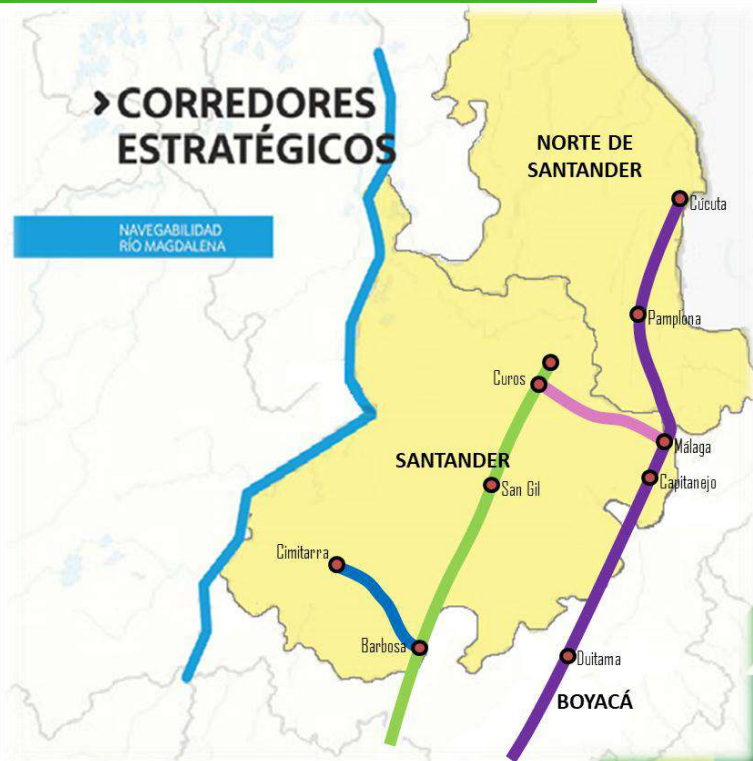 > CORREDORES
ESTRATÉGICOS
NAVEGABILIDAD
RÍO MAGDALENA
NORTE DE
SANTANDER
Cúcuta
Pamplona
Curos
Málaga
SANTANDER
Capitanejo
San Gil
Cimitarra
Barbosa
Duitama
BOYACÁ